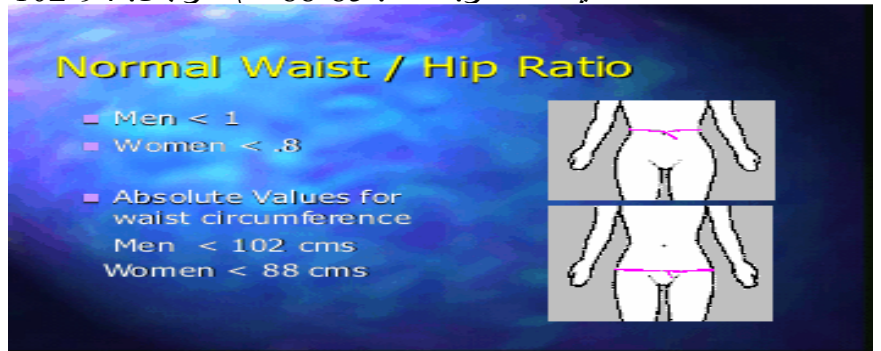 Normal Waist / Hip Ratio
Men < 1
Women < .8
Absolute Values for
waist circumference
Men < 102 cms
Women < 88 cms